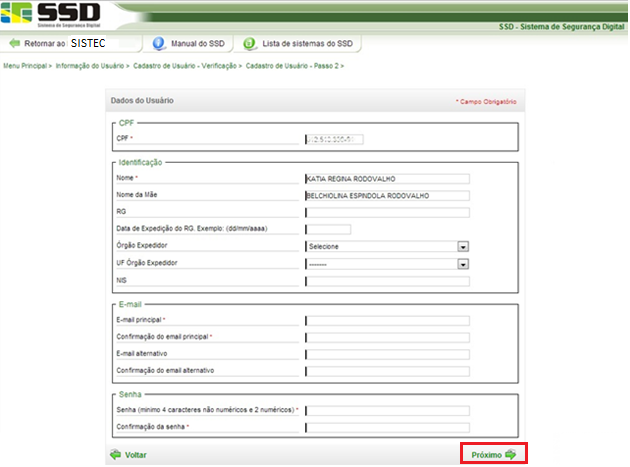 SSD
Sistema de Segurança Digital
SSD - Sistema de Segurança Digital
Retornar ao SISTEC Manual do SSD Lista de sistemas do SSD
Menu Principal > Informação do Usuário > Cadastro de Usuário - Verificação > Cadastro de Usuário - Passo 2 >
Dados do Usuário * Campo Obrigatório
CPF
CPF *
Identificação
Nome * KATIA REGINA RODOVALHO
Nome da Mãe BELCHIOLINA ESPINDOLA RODOVALHO
RG
Data de Expedição do RG. Exemplo: (dd/mm/aaaa)
Órgão Expedidor Selecione
UF Órgão Expedidor -------
NIS
E-mail
E-mail principal *
Confirmação do email principal *
E-mail alternativo
Confirmação do email alternativo
Senha
Senha (mínimo 4 caracteres não numéricos e 2 numéricos) *
Confirmação da senha *
Voltar Próximo